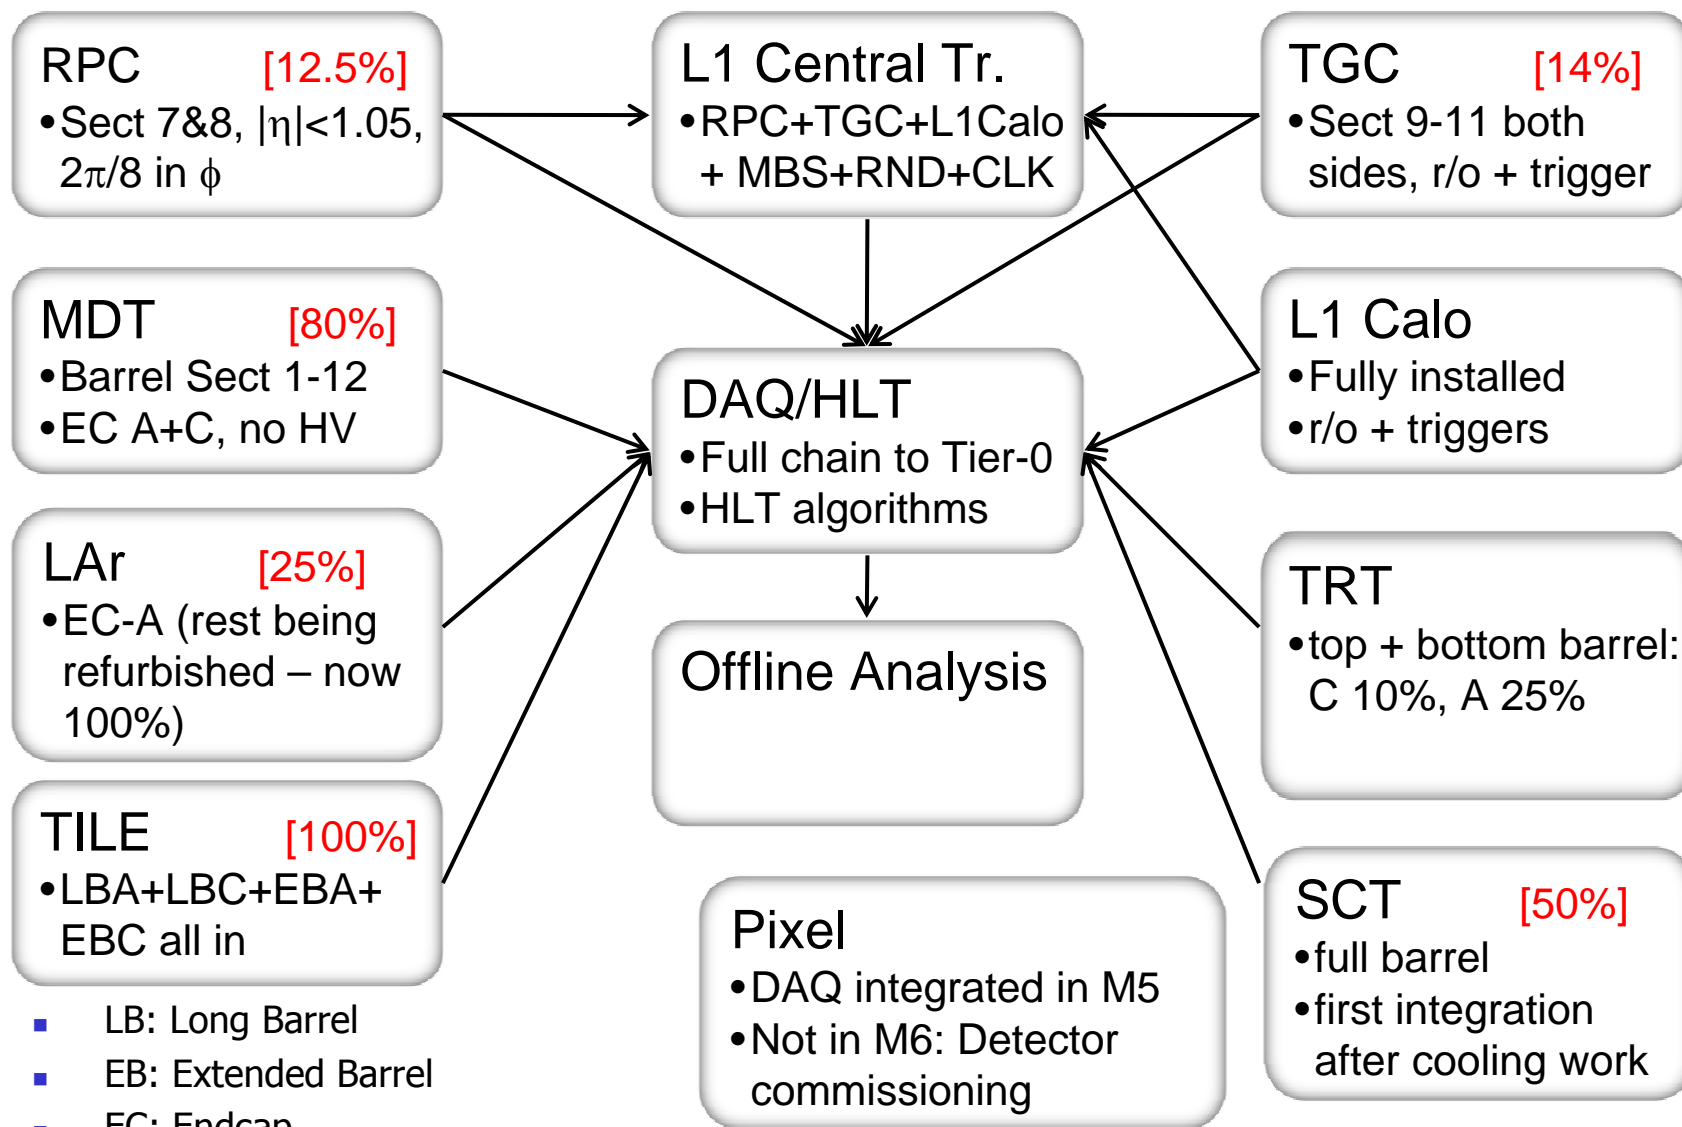 RPC [12.5%]
•Sect 7&8, |η|<1.05,
2π/8 in ϕ
L1 Central Tr.
•RPC+TGC+L1Calo
+ MBS+RND+CLK
TGC [14%]
•Sect 9-11 both
sides, r/o + trigger
MDT [80%]
•Barrel Sect 1-12
•EC A+C, no HV
DAQ/HLT
•Full chain to Tier-0
•HLT algorithms
L1 Calo
•Fully installed
•r/o + triggers
LAr [25%]
•EC-A (rest being
refurbished – now
100%)
Offline Analysis
TRT
•top + bottom barrel:
C 10%, A 25%
TILE [100%]
•LBA+LBC+EBA+
EBC all in
Pixel
•DAQ integrated in M5
•Not in M6: Detector
commissioning
SCT [50%]
•full barrel
•first integration
after cooling work
▪ LB: Long Barrel
▪ EB: Extended Barrel
▪ EC: Endcap